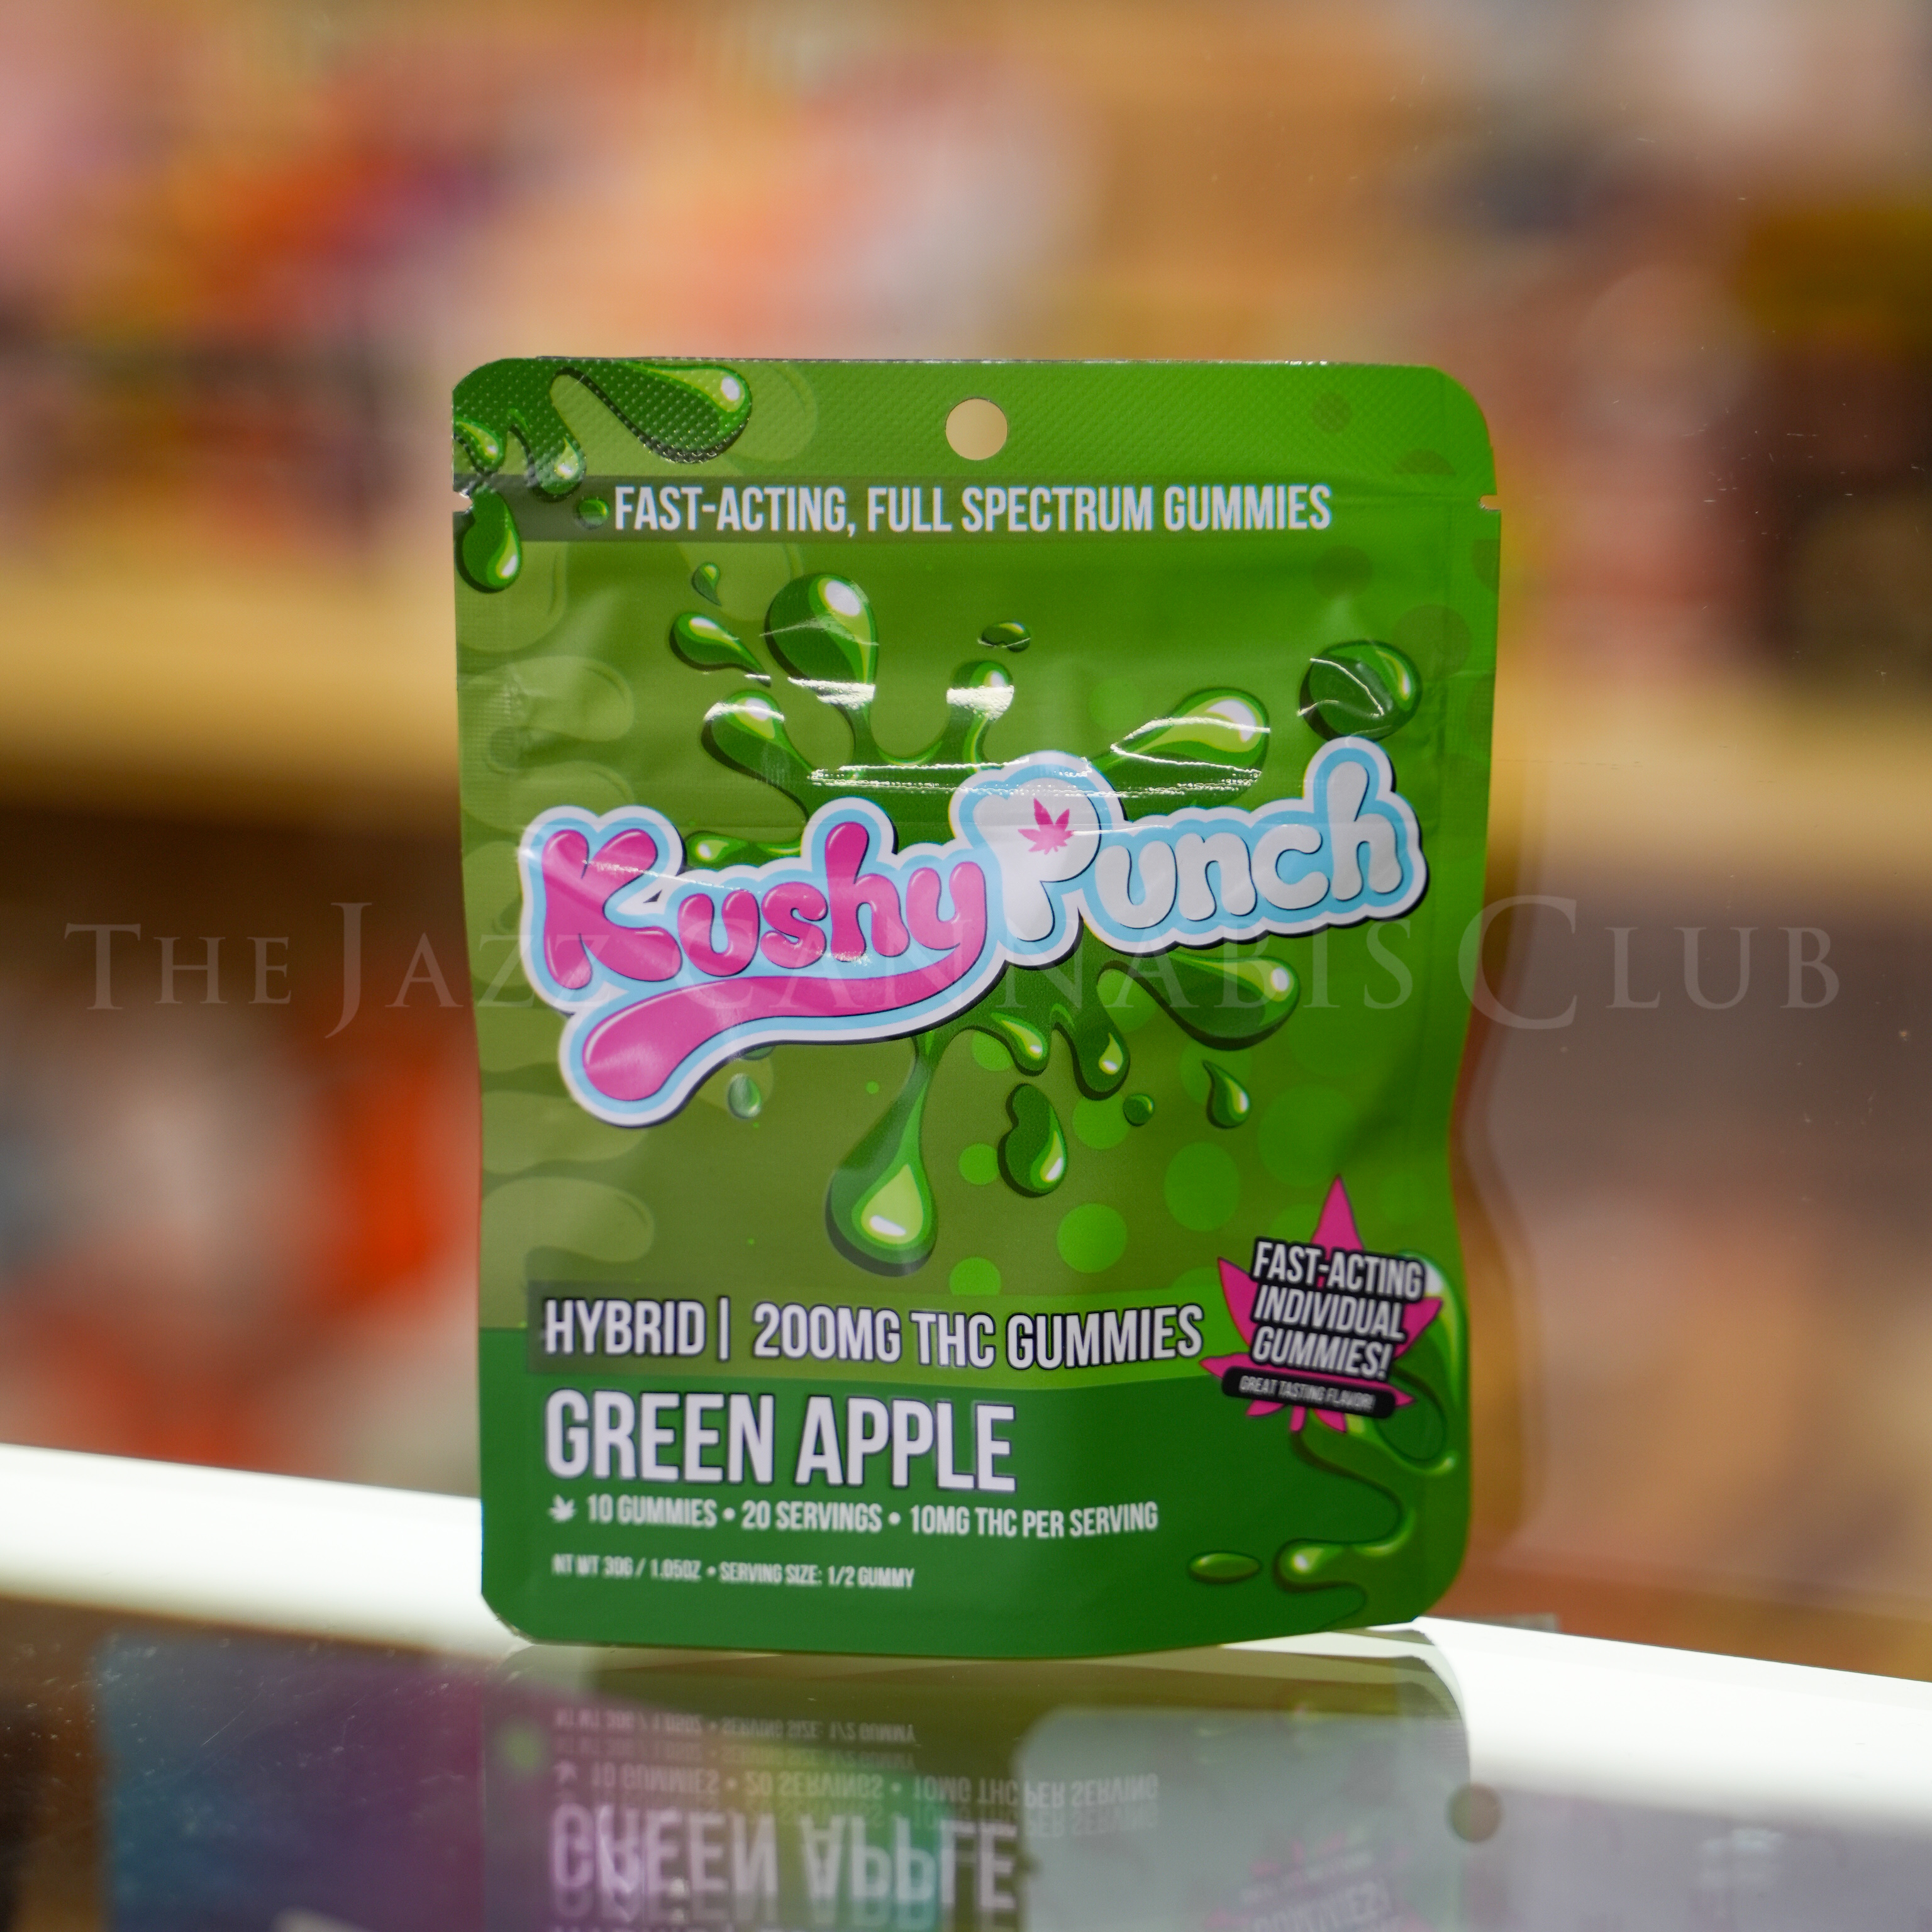 FAST-ACTING, FULL SPECTRUM GUMMIES
Kushy Punch
THE JAZZ CANNABIS CLUB
FAST-ACTING
INDIVIDUAL
GUMMIES!
GREAT TASTING FLAVOR!
HYBRID | 200MG THC GUMMIES
GREEN APPLE
10 GUMMIES • 20 SERVINGS • 10MG THC PER SERVING
NT WT 30G / 1.05OZ • SERVING SIZE: 1/2 GUMMY